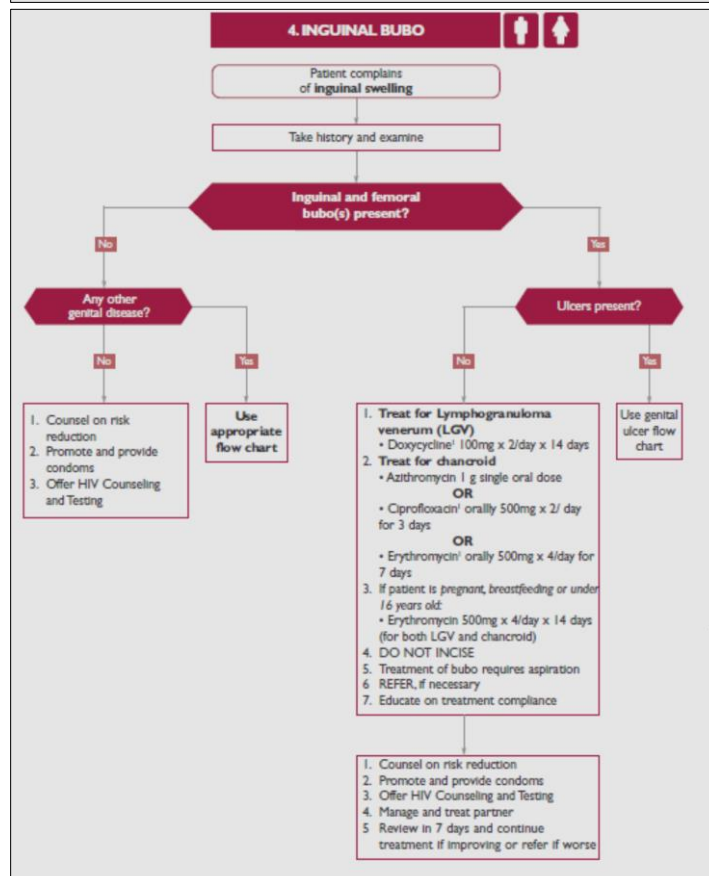 4. INGUINAL BUBO
Patient complains
of inguinal swelling
Take history and examine
Inguinal and femoral
bubo(s) present?
No
Yes
Any other
genital disease?
Ulcers present?
No
Yes
No
Yes
1. Counsel on risk
reduction
2. Promote and provide
condoms
3. Offer HIV Counseling
and Testing
Use
appropriate
flow chart
1. Treat for Lymphogranuloma
venerum (LGV)
• Doxycycline¹ 100mg x 2/day x 14 days
2. Treat for chancroid
• Azithromycin 1 g single oral dose
OR
• Ciprofloxacin¹ orallly 500mg x 2/ day
for 3 days
OR
• Erythromycin¹ orally 500mg x 4/day for
7 days
3. If patient is pregnant, breastfeeding or under
16 years old:
• Erythromycin 500mg x 4/day x 14 days
(for both LGV and chancroid)
4. DO NOT INCISE
5. Treatment of bubo requires aspiration
6 REFER, if necessary
7. Educate on treatment compliance
Use genital
ulcer flow
chart
1. Counsel on risk reduction
2. Promote and provide condoms
3. Offer HIV Counseling and Testing
4. Manage and treat partner
5 Review in 7 days and continue
treatment if improving or refer if worse